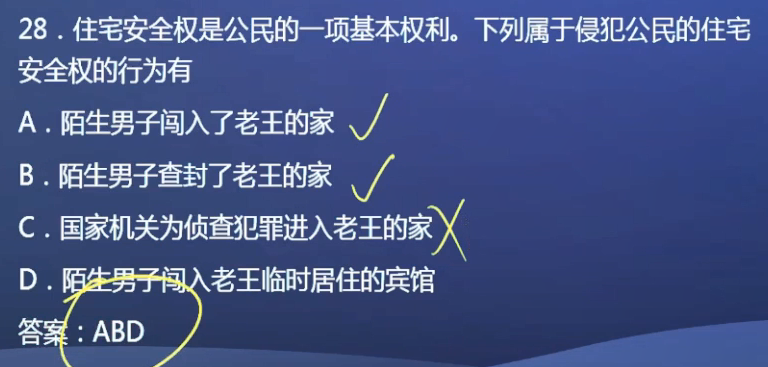 28．住宅安全权是公民的一项基本权利。下列属于侵犯公民的住宅
安全权的行为有
A．陌生男子闯入了老王的家
B．陌生男子查封了老王的家
C．国家机关为侦查犯罪进入老王的家
D．陌生男子闯入老王临时居住的宾馆
答案：ABD